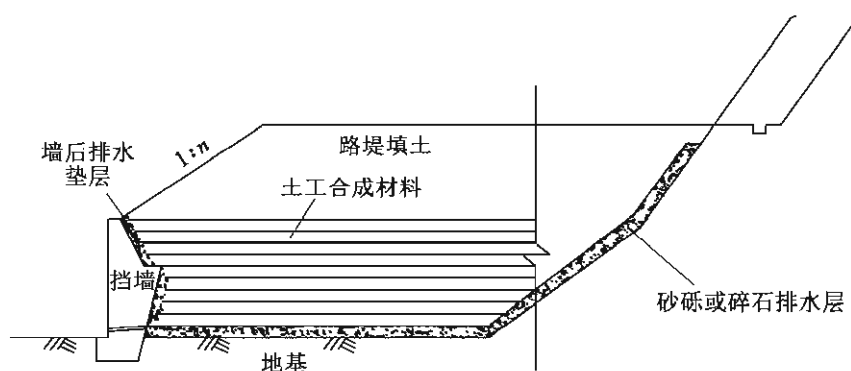 路堤填土
墙后排水
垫层
1:n
土工合成材料
挡墙
砂砾或碎石排水层
地基